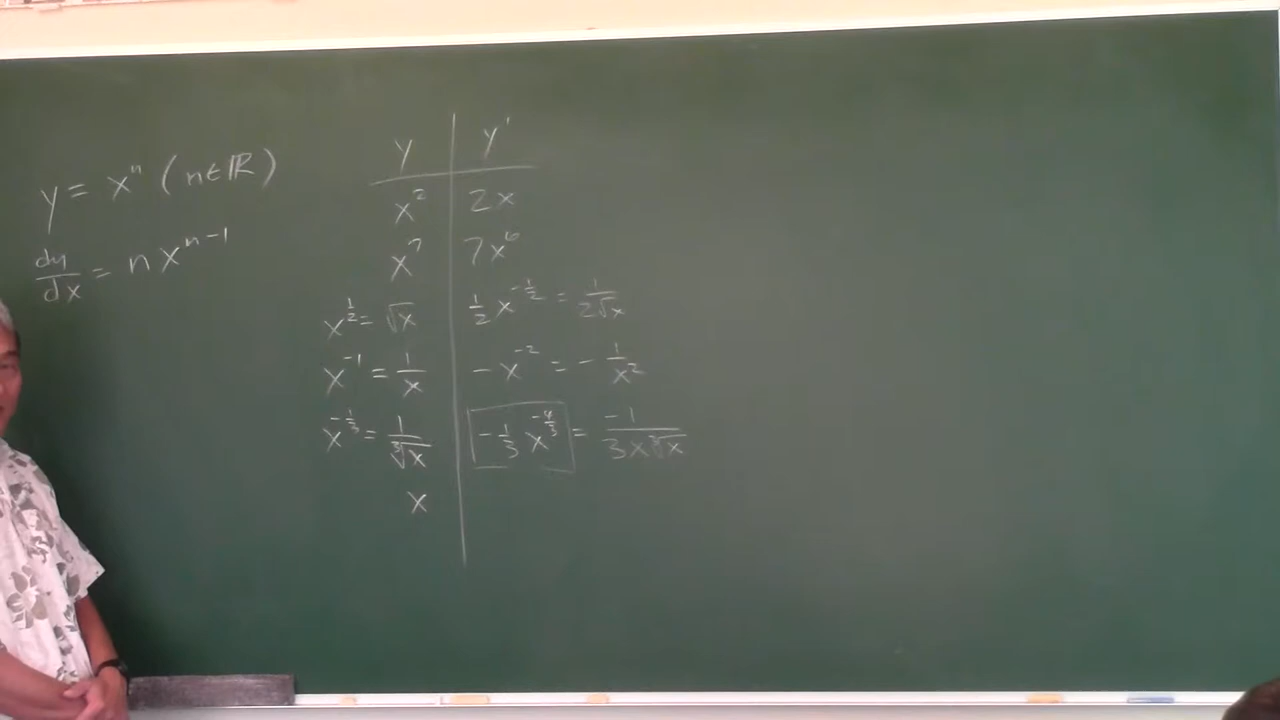 y = xⁿ (n∈ℝ)
dy/dx = n xⁿ⁻¹
y | y'
x² | 2x
x⁷ | 7x⁶
x^(1/2) = √x | 1/2 x^(-1/2) = 1/(2√x)
x⁻¹ = 1/x | -x⁻² = -1/x²
x^(-1/3) = 1/∛x | -1/3 x^(-4/3) = -1/(3x∛x)
x |